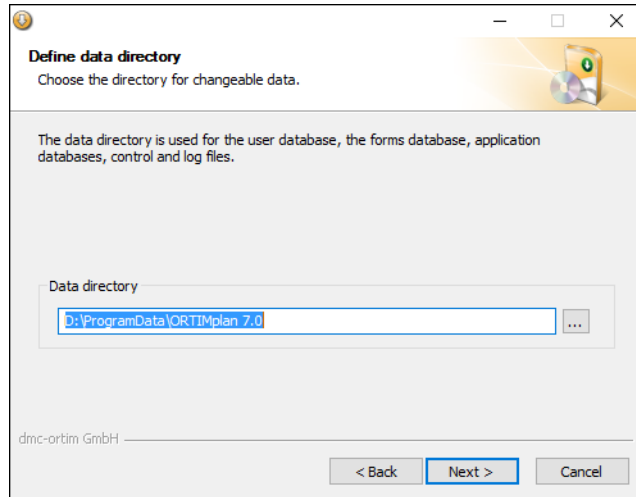 Define data directory
Choose the directory for changeable data.
The data directory is used for the user database, the forms database, application
databases, control and log files.
Data directory
D:\ProgramData\ORTIMplan 7.0
...
dmc-ortim GmbH
< Back
Next >
Cancel